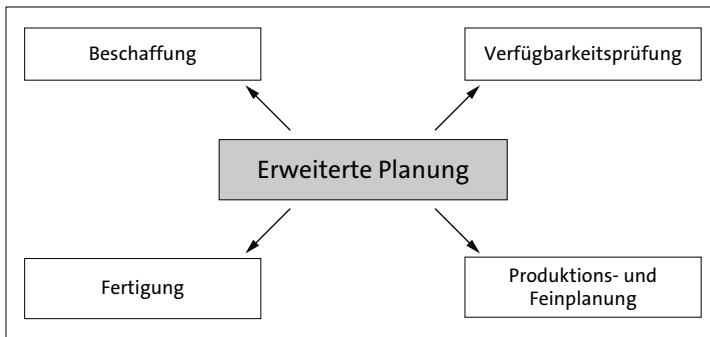 Beschaffung
Verfügbarkeitsprüfung
Erweiterte Planung
Fertigung
Produktions- und
Feinplanung